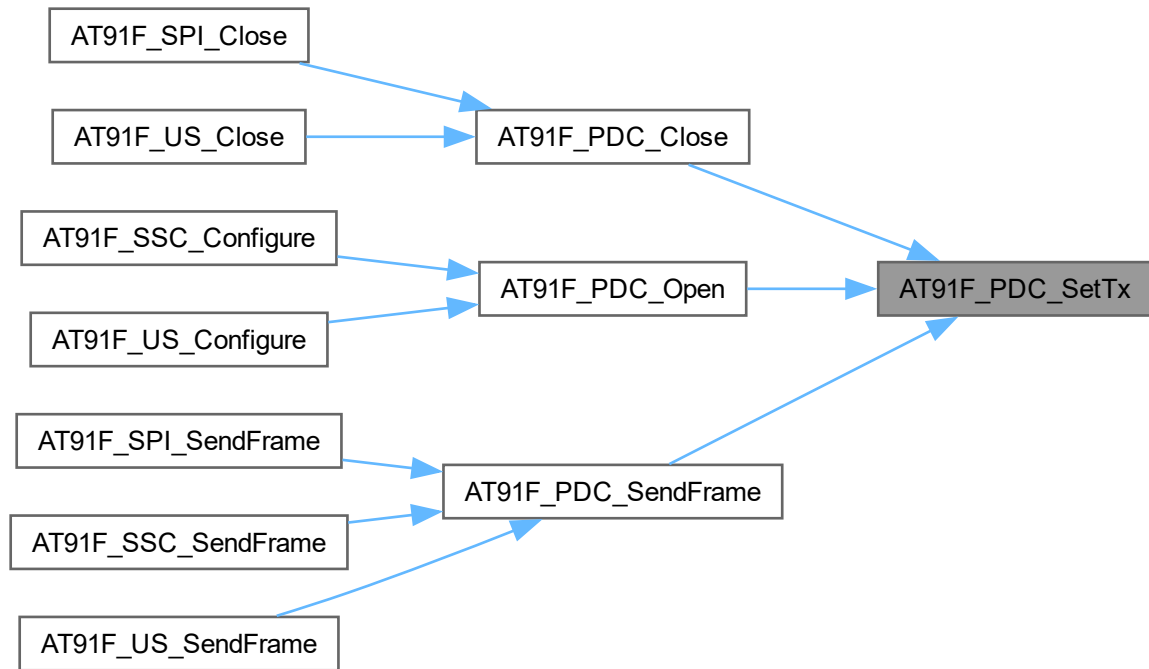 AT91F_SPI_Close
AT91F_US_Close
AT91F_PDC_Close
AT91F_SSC_Configure
AT91F_PDC_Open
AT91F_PDC_SetTx
AT91F_US_Configure
AT91F_SPI_SendFrame
AT91F_PDC_SendFrame
AT91F_SSC_SendFrame
AT91F_US_SendFrame